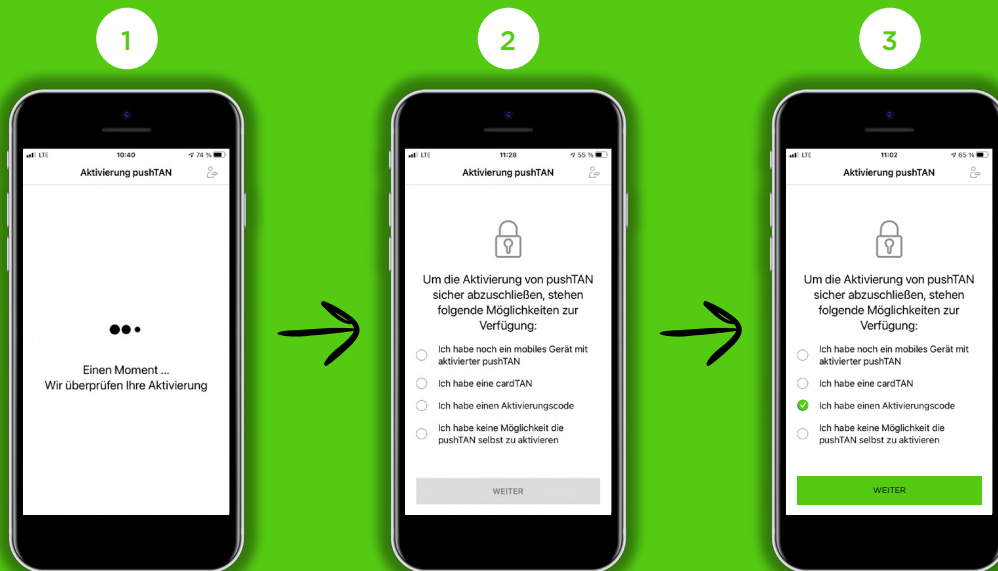 1
LTE 10:40 74 %
Aktivierung pushTAN
Einen Moment ...
Wir überprüfen Ihre Aktivierung
2
LTE 11:28 55 %
Aktivierung pushTAN
Um die Aktivierung von pushTAN
sicher abzuschließen, stehen
folgende Möglichkeiten zur
Verfügung:
Ich habe noch ein mobiles Gerät mit
aktivierter pushTAN
Ich habe eine cardTAN
Ich habe einen Aktivierungscode
Ich habe keine Möglichkeit die
pushTAN selbst zu aktivieren
WEITER
3
LTE 11:02 65 %
Aktivierung pushTAN
Um die Aktivierung von pushTAN
sicher abzuschließen, stehen
folgende Möglichkeiten zur
Verfügung:
Ich habe noch ein mobiles Gerät mit
aktivierter pushTAN
Ich habe eine cardTAN
Ich habe einen Aktivierungscode
Ich habe keine Möglichkeit die
pushTAN selbst zu aktivieren
WEITER